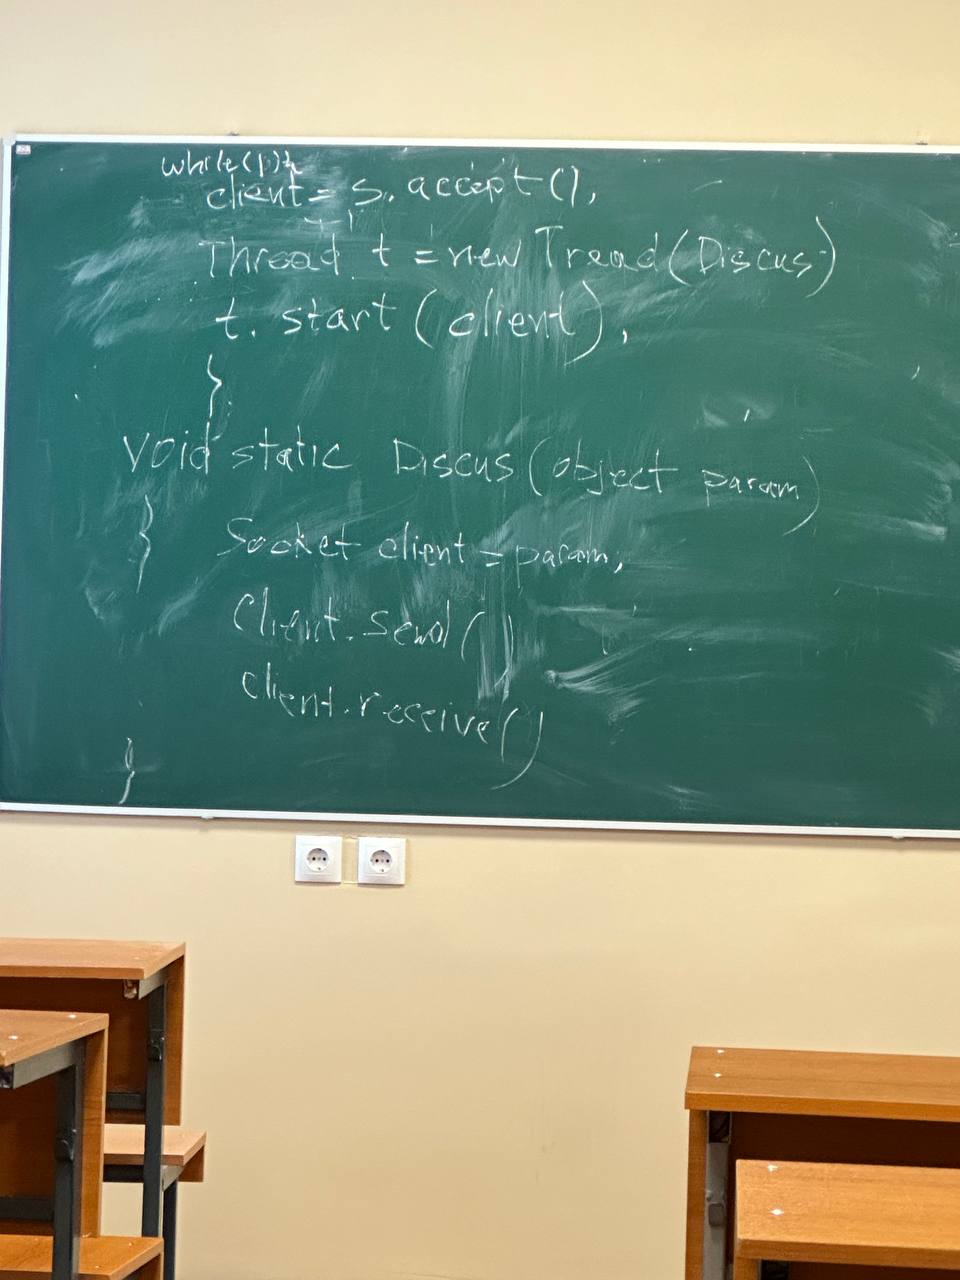 while(1){
client = s. accept(),
Thread t = new Tread(Discus)
t. start(client),
}
void static Discus(object param)
{ Socket client = param,
Client.send()
client.receive()
}